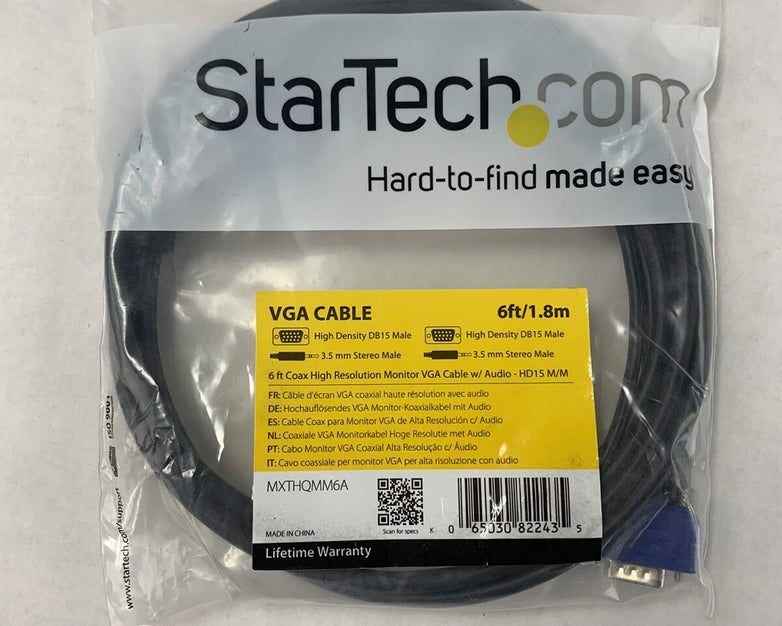 StarTech.com
Hard-to-find made easy
VGA CABLE 6ft/1.8m
High Density DB15 Male High Density DB15 Male
3.5 mm Stereo Male 3.5 mm Stereo Male
6 ft Coax High Resolution Monitor VGA Cable w/ Audio - HD15 M/M
FR: Câble d'écran VGA coaxial haute résolution avec audio
DE: Hochauflösendes VGA Monitor-Koaxialkabel mit Audio
ES: Cable Coax para Monitor VGA de Alta Resolución c/ Audio
NL: Coaxiale VGA Monitorkabel Hoge Resolutie met Audio
PT: Cabo Monitor VGA Coaxial Alta Resolução c/ Áudio
IT: Cavo coassiale per monitor VGA per alta risoluzione con audio
MXTHQMM6A
MADE IN CHINA
Scan for specs
K 0 65030 82243 5
Lifetime Warranty
www.startech.com/support
ISO 9001